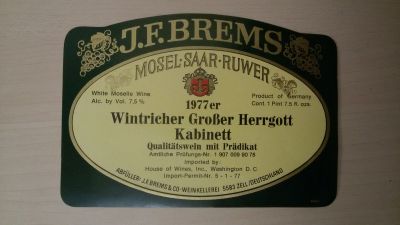 J.F.BREMS
MOSEL-SAAR-RUWER
White Moselle Wine
Alc. by Vol. 7,5 %
Product of Germany
Cont. 1 Pint 7.5 fl. ozs.
1977er
Wintricher Großer Herrgott
Kabinett
Qualitätswein mit Prädikat
Amtliche Prüfungs-Nr. 1 907 009 90 78
Imported by:
House of Wines, Inc., Washington D. C
Import-Permit-Nr. 5 - 1 - 77
ABFÜLLER: J.F.BREMS & CO-WEINKELLEREI 5583 ZELL/DEUTSCHLAND